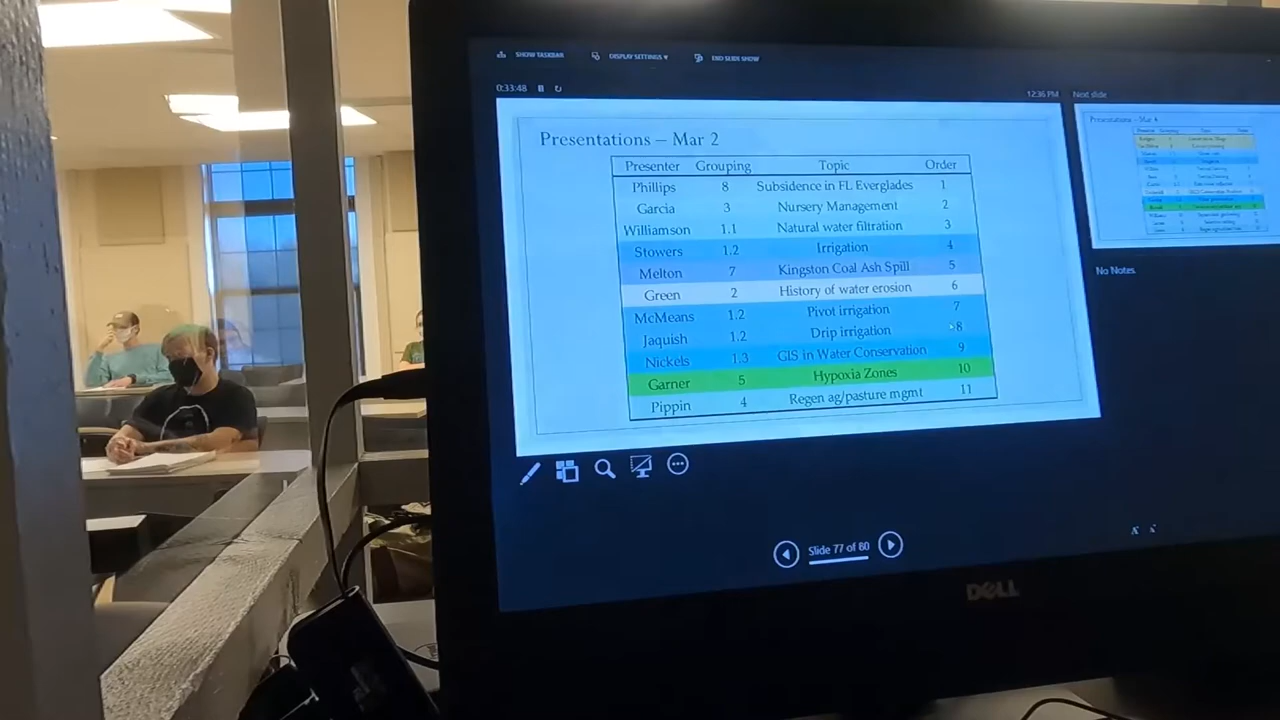 SHOW TASKBAR DISPLAY SETTINGS ▾ END SLIDE SHOW
0:33:48 12:36 PM Next slide
Presentations – Mar 2
Presenter Grouping Topic Order
Phillips 8 Subsidence in FL Everglades 1
Garcia 3 Nursery Management 2
Williamson 1.1 Natural water filtration 3
Stowers 1.2 Irrigation 4
Melton 7 Kingston Coal Ash Spill 5
Green 2 History of water erosion 6
McMeans 1.2 Pivot irrigation 7
Jaquish 1.2 Drip irrigation 8
Nickels 1.3 GIS in Water Conservation 9
Garner 5 Hypoxia Zones 10
Pippin 4 Regen ag/pasture mgmt 11
Presentations – Mar 4
No Notes.
Slide 77 of 80
A A
DELL